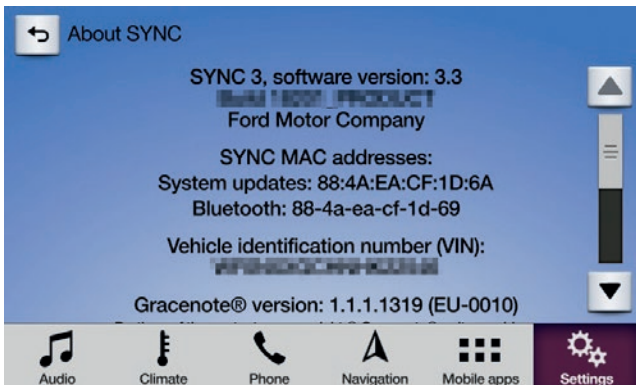 About SYNC
SYNC 3, software version: 3.3
Ford Motor Company
SYNC MAC addresses:
System updates: 88:4A:EA:CF:1D:6A
Bluetooth: 88-4a-ea-cf-1d-69
Vehicle identification number (VIN):
Gracenote® version: 1.1.1.1319 (EU-0010)
Audio
Climate
Phone
Navigation
Mobile apps
Settings